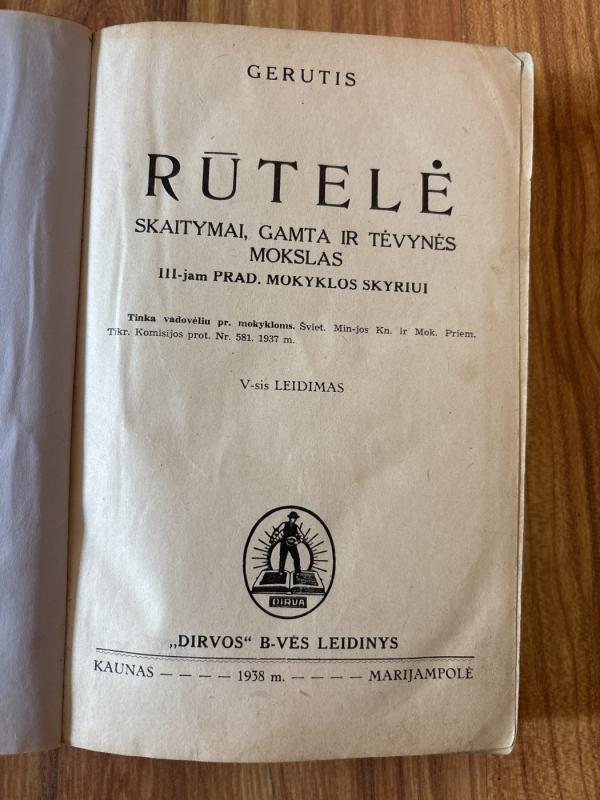 GERUTIS
RŪTELĖ
SKAITYMAI, GAMTA IR TĖVYNĖS
MOKSLAS
III-jam PRAD. MOKYKLOS SKYRIUI
Tinka vadovėliu pr. mokykloms. Šviet. Min-jos Kn. ir Mok. Priem.
Tikr. Komisijos prot. Nr. 581. 1937 m.
V-sis LEIDIMAS
DIRVA
„DIRVOS“ B-VĖS LEIDINYS
KAUNAS — — — — 1938 m. — — — — MARIJAMPOLĖ